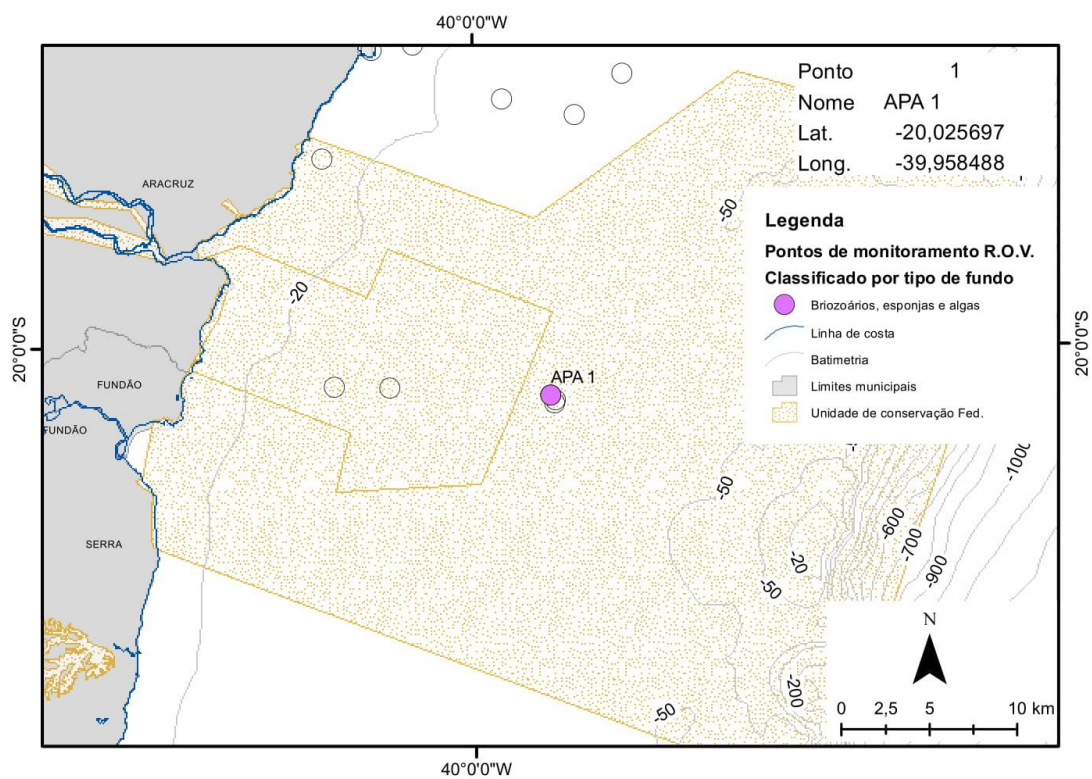 40°0'0"W
Ponto 1
Nome APA 1
Lat. -20,025697
Long. -39,958488
ARACRUZ
-50
Legenda
Pontos de monitoramento R.O.V.
Classificado por tipo de fundo
Briozoários, esponjas e algas
Linha de costa
Batimetria
Limites municipais
Unidade de conservação Fed.
-20
20°0'0"S
20°0'0"S
FUNDÃO
APA 1
FUNDÃO
-50
-1000
-600
-700
-900
-20
-50
SERRA
N
-200
-50
0 2,5 5 10 km
40°0'0"W